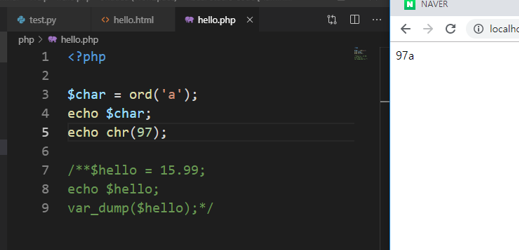 test.py hello.html hello.php
php > hello.php
1 <?php
2
3 $char = ord('a');
4 echo $char;
5 echo chr(97);
6
7 /**$hello = 15.99;
8 echo $hello;
9 var_dump($hello);*/
N NAVER
localho
97a